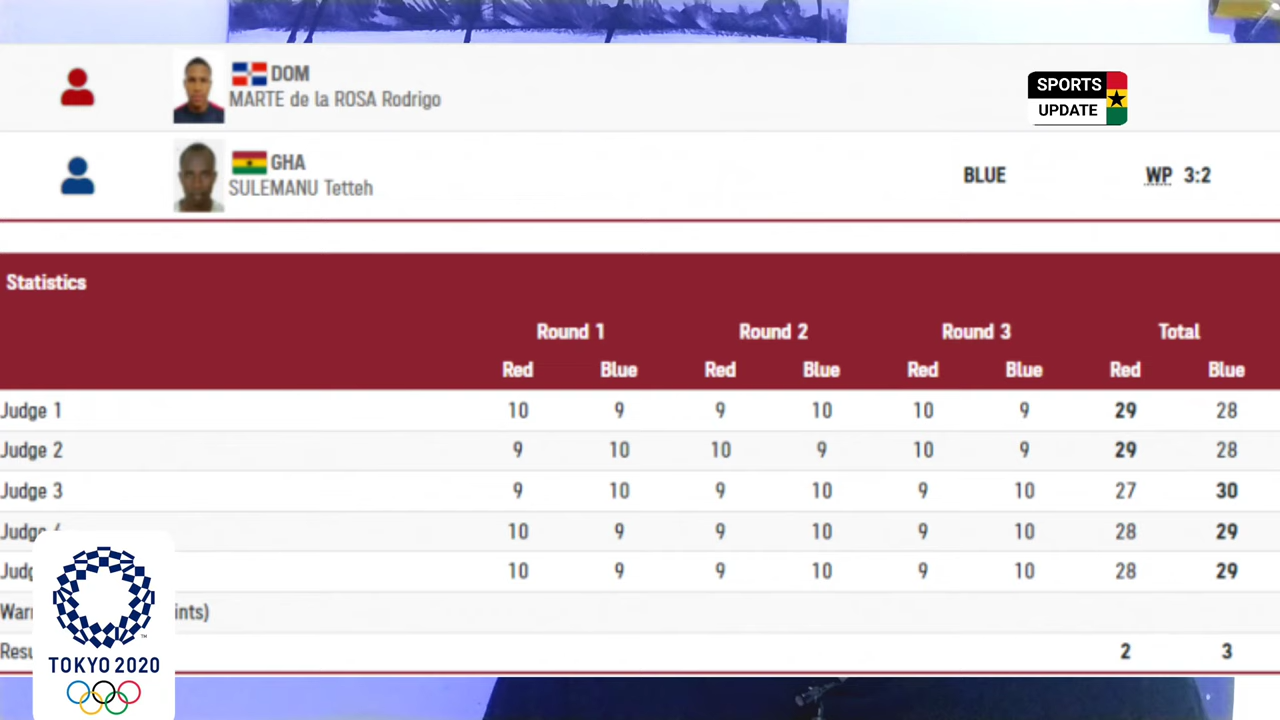 DOM
MARTE de la ROSA Rodrigo
SPORTS
UPDATE
GHA
SULEMANU Tetteh
BLUE WP 3:2
Statistics
Round 1 Round 2 Round 3 Total
Red Blue Red Blue Red Blue Red Blue
Judge 1 10 9 9 10 10 9 29 28
Judge 2 9 10 10 9 10 9 29 28
Judge 3 9 10 9 10 9 10 27 30
10 9 9 10 9 10 28 29
10 9 9 10 9 10 28 29
2 3
TM
TOKYO 2020